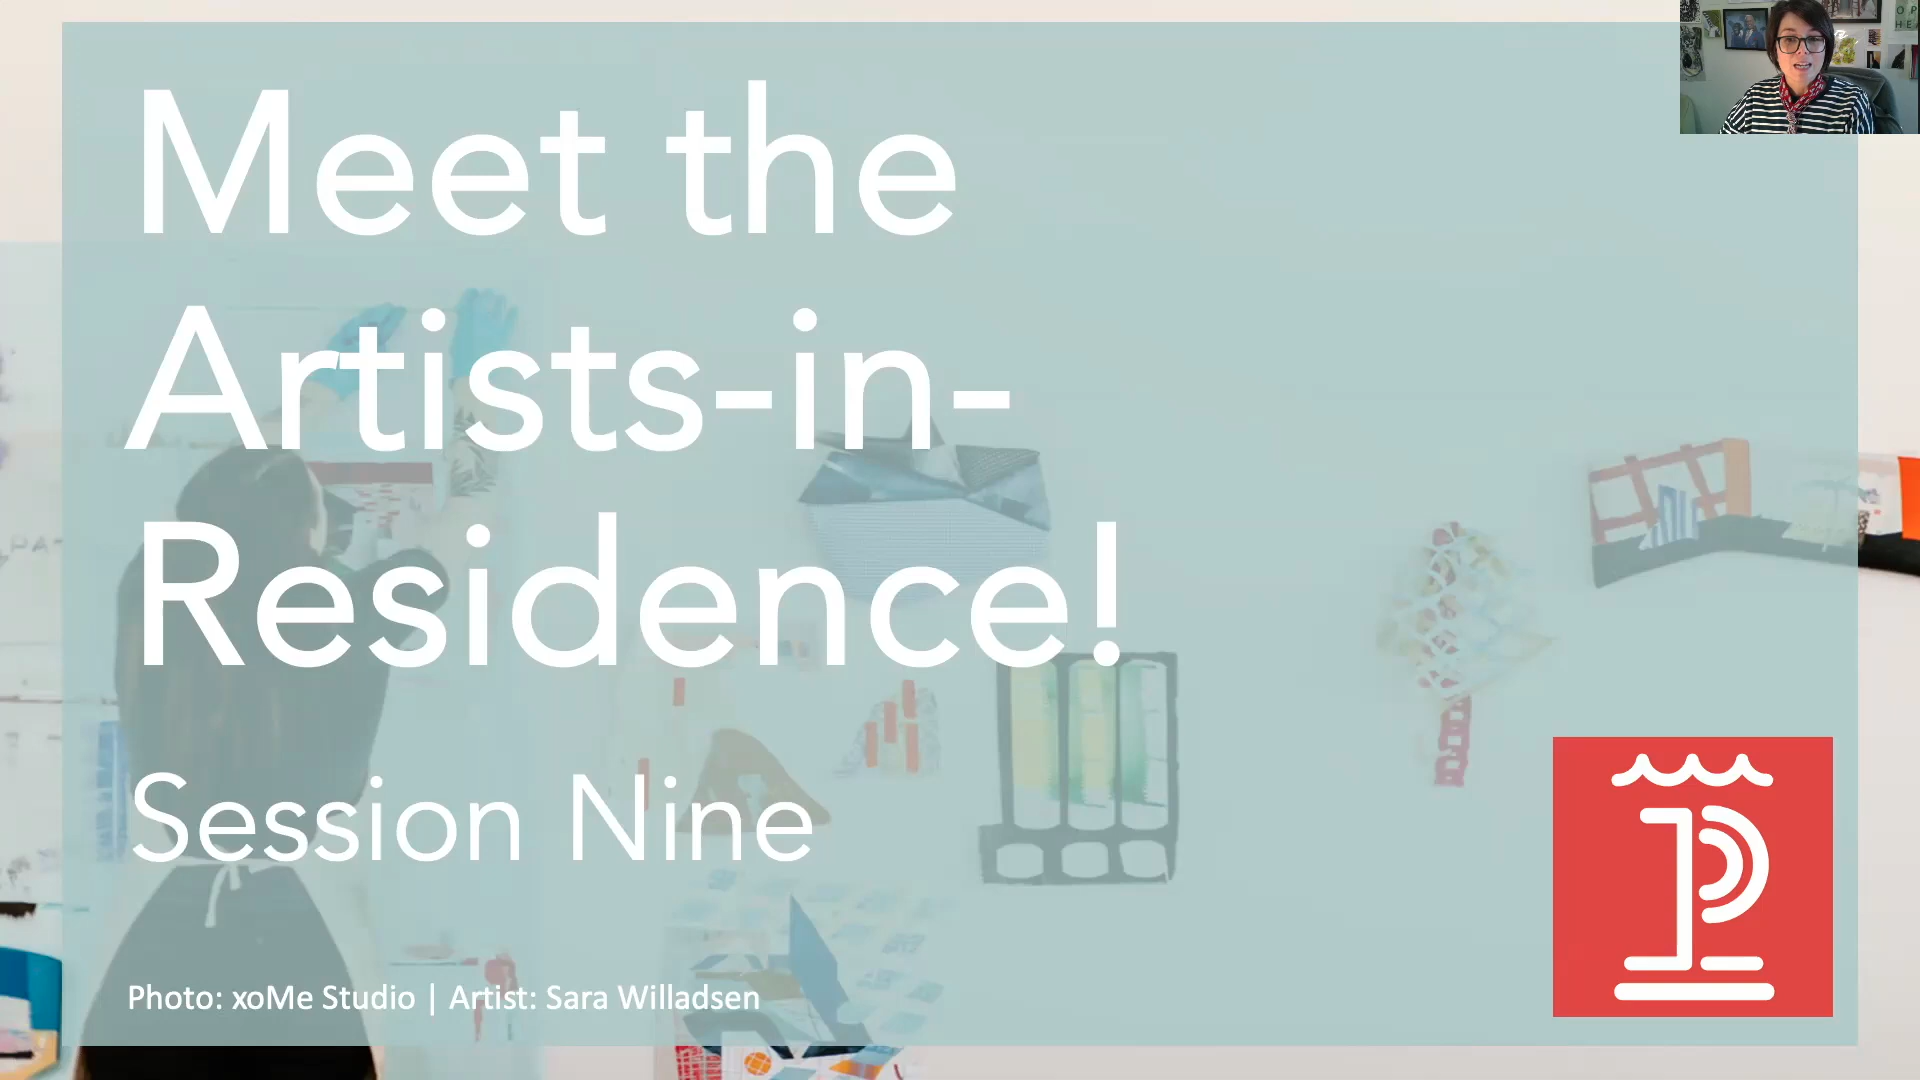 Meet the
Artists-in-
Residence!
Session Nine
Photo: xoMe Studio | Artist: Sara Willadsen